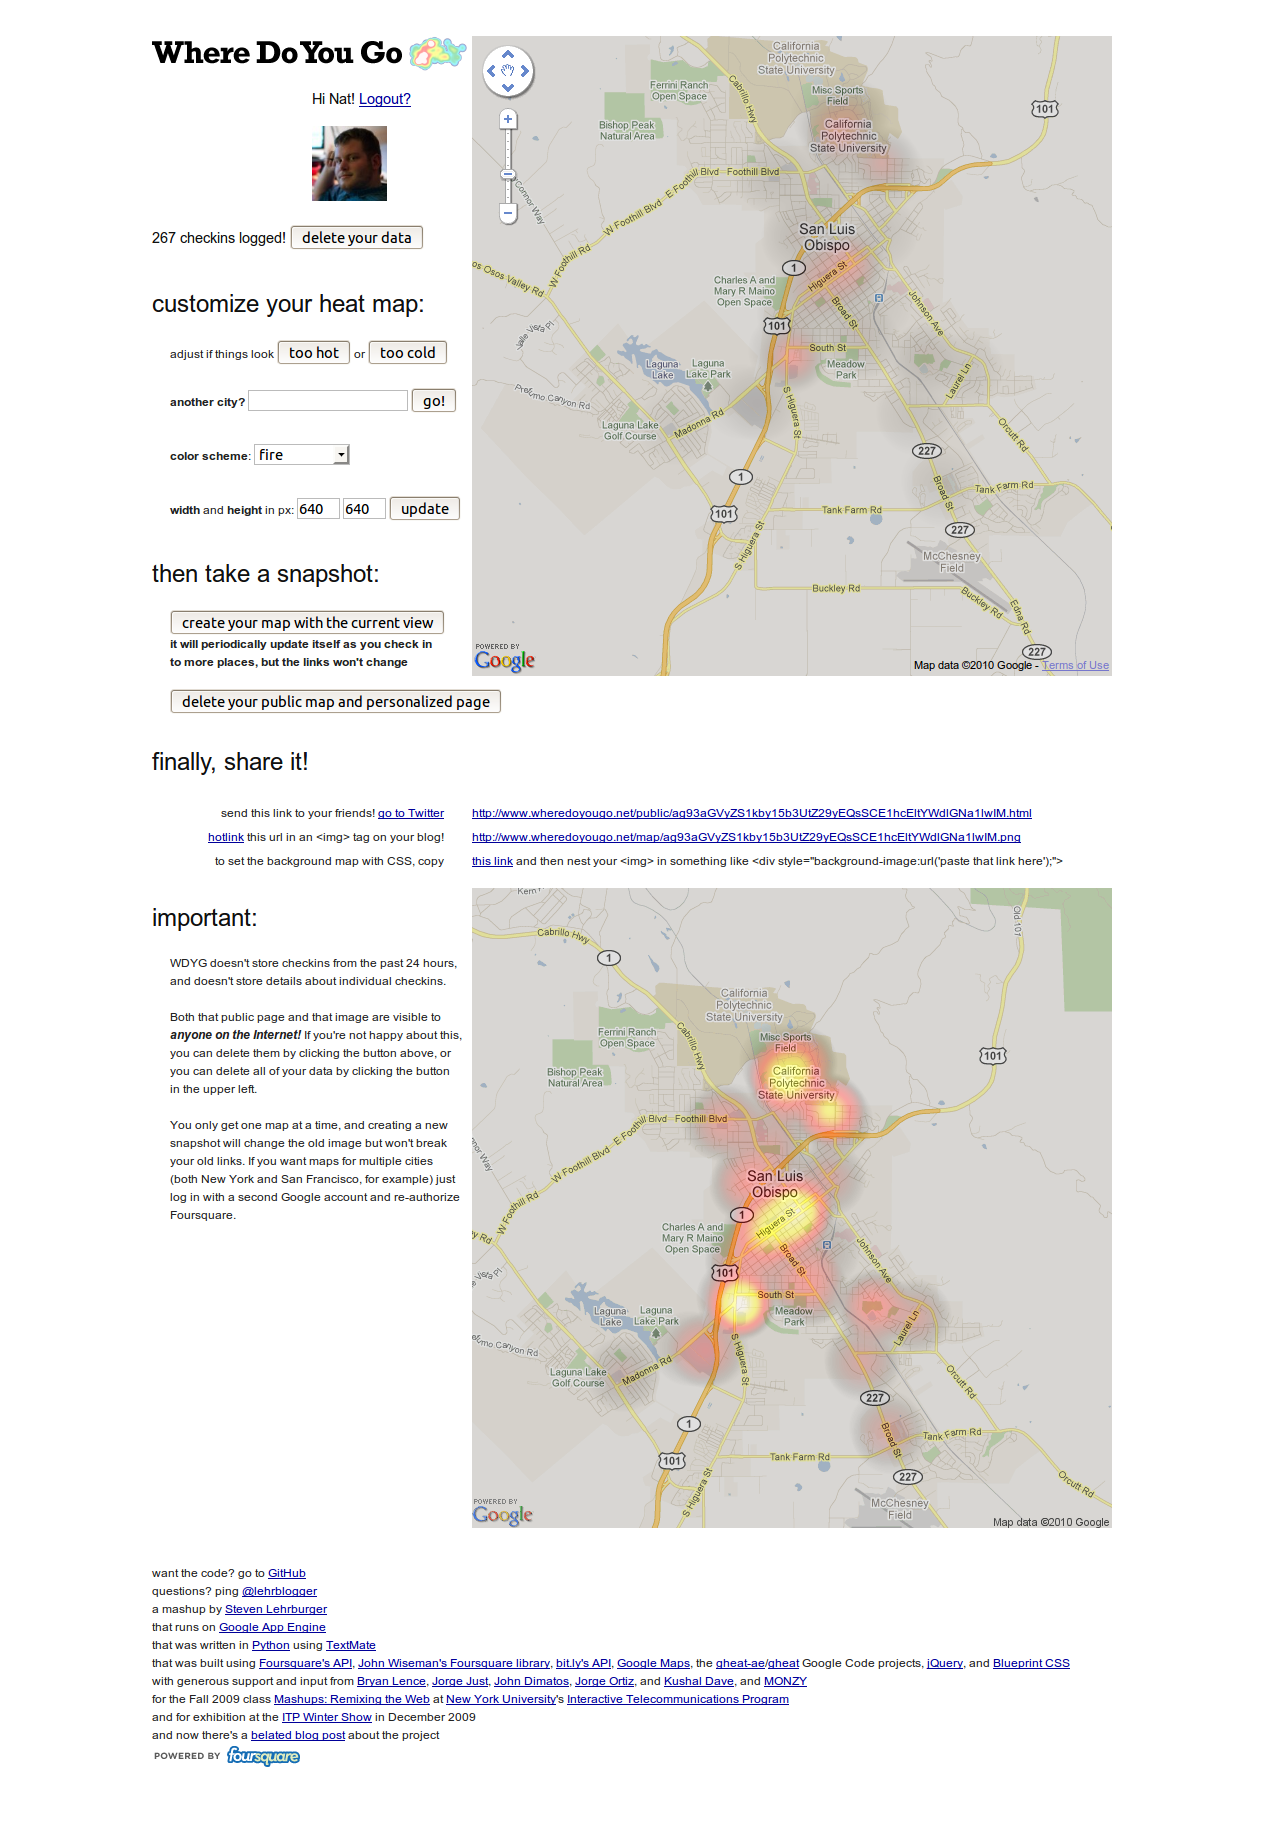 Where Do You Go
Hi Nat! Logout?
267 checkins logged! delete your data
customize your heat map:
adjust if things look too hot or too cold
another city? go!
color scheme: fire
width and height in px: 640 640 update
then take a snapshot:
create your map with the current view
it will periodically update itself as you check in
to more places, but the links won't change
delete your public map and personalized page
California
Polytechnic
State University
Ferrini Ranch
Open Space
Cabrillo Hwy
Misc Sports
Field
101
Bishop Peak
Natural Area
California
Polytechnic
State University
Connor Way
W Foothill Blvd
E Foothill Blvd
Foothill Blvd
San Luis
Obispo
W Foothill Rd
os Osos Valley Rd
1
Charles A and
Mary R Maino
Open Space
Higuera St
Broad St
Johnson Ave
101
South St
Laguna
Lake
Laguna
Lake Park
Meadow
Park
Laurel Ln
S Higuera St
Madonna Rd
Laguna Lake
Golf Course
Orcutt Rd
227
1
Broad St
Tank Farm Rd
101
Tank Farm Rd
227
S Higuera St
McChesney
Field
Buckley Rd
Buckley Rd
Edna Rd
227
POWERED BY
Google
Map data ©2010 Google - Terms of Use
finally, share it!
send this link to your friends! go to Twitter
http://www.wheredoyougo.net/public/ag93aGVyZS1kby15b3UtZ29yEQsSCE1hcEltYWdlGNa1lwIM.html
hotlink this url in an <img> tag on your blog!
http://www.wheredoyougo.net/map/ag93aGVyZS1kby15b3UtZ29yEQsSCE1hcEltYWdlGNa1lwIM.png
to set the background map with CSS, copy
this link and then nest your <img> in something like <div style="background-image:url('paste that link here');">
important:
WDYG doesn't store checkins from the past 24 hours,
and doesn't store details about individual checkins.
Both that public page and that image are visible to
anyone on the Internet! If you're not happy about this,
you can delete them by clicking the button above, or
you can delete all of your data by clicking the button
in the upper left.
You only get one map at a time, and creating a new
snapshot will change the old image but won't break
your old links. If you want maps for multiple cities
(both New York and San Francisco, for example) just
log in with a second Google account and re-authorize
Foursquare.
Cabrillo Hwy
1
California
Polytechnic
State University
Ferrini Ranch
Open Space
Cabrillo Hwy
Misc Sports
Field
101
Bishop Peak
Natural Area
California
Polytechnic
State University
W Foothill Blvd
E Foothill Blvd
Foothill Blvd
San Luis
Obispo
W Foothill Rd
1
Charles A and
Mary R Maino
Open Space
Higuera St
Broad St
Johnson Ave
101
South St
Laguna
Lake
Laguna
Lake Park
Meadow
Park
Laurel Ln
S Higuera St
Madonna Rd
Laguna Lake
Golf Course
Orcutt Rd
227
1
Broad St
Tank Farm Rd
101
Tank Farm Rd
227
Orcutt Rd
S Higuera St
McChesney
Field
POWERED BY
Google
Map data ©2010 Google
want the code? go to GitHub
questions? ping @lehrblogger
a mashup by Steven Lehrburger
that runs on Google App Engine
that was written in Python using TextMate
that was built using Foursquare's API, John Wiseman's Foursquare library, bit.ly's API, Google Maps, the gheat-ae/gheat Google Code projects, jQuery, and Blueprint CSS
with generous support and input from Bryan Lence, Jorge Just, John Dimatos, Jorge Ortiz, and Kushal Dave, and MONZY
for the Fall 2009 class Mashups: Remixing the Web at New York University's Interactive Telecommunications Program
and for exhibition at the ITP Winter Show in December 2009
and now there's a belated blog post about the project
POWERED BY foursquare